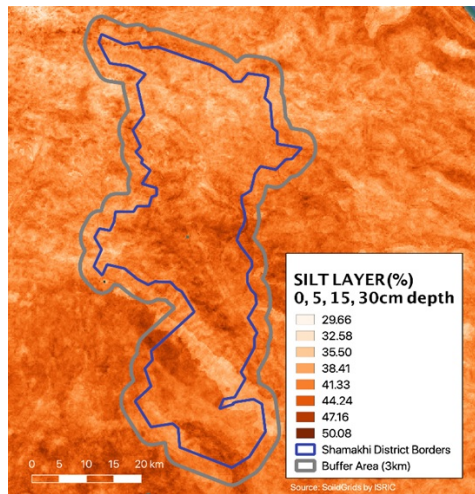 SILT LAYER(%)
0, 5, 15, 30cm depth
29.66
32.58
35.50
38.41
41.33
44.24
47.16
50.08
Shamakhi District Borders
Buffer Area (3km)
0 5 10 15 20 km
Source: SoilGrids by ISRIC